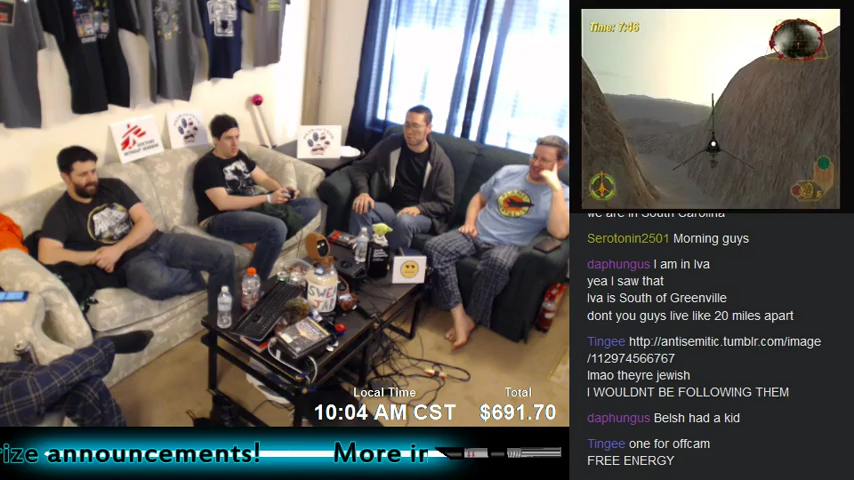 Time: 7:46
we are in South Carolina
Serotonin2501 Morning guys
daphungus I am in Iva
yea I saw that
Iva is South of Greenville
dont you guys live like 20 miles apart
Tingee http://antisemitic.tumblr.com/image
/112974566767
lmao theyre jewish
I WOULDNT BE FOLLOWING THEM
daphungus Belsh had a kid
Tingee one for offcam
FREE ENERGY
SWEAR
JAR
Local Time
10:04 AM CST
Total
$691.70
rize announcements!
More in